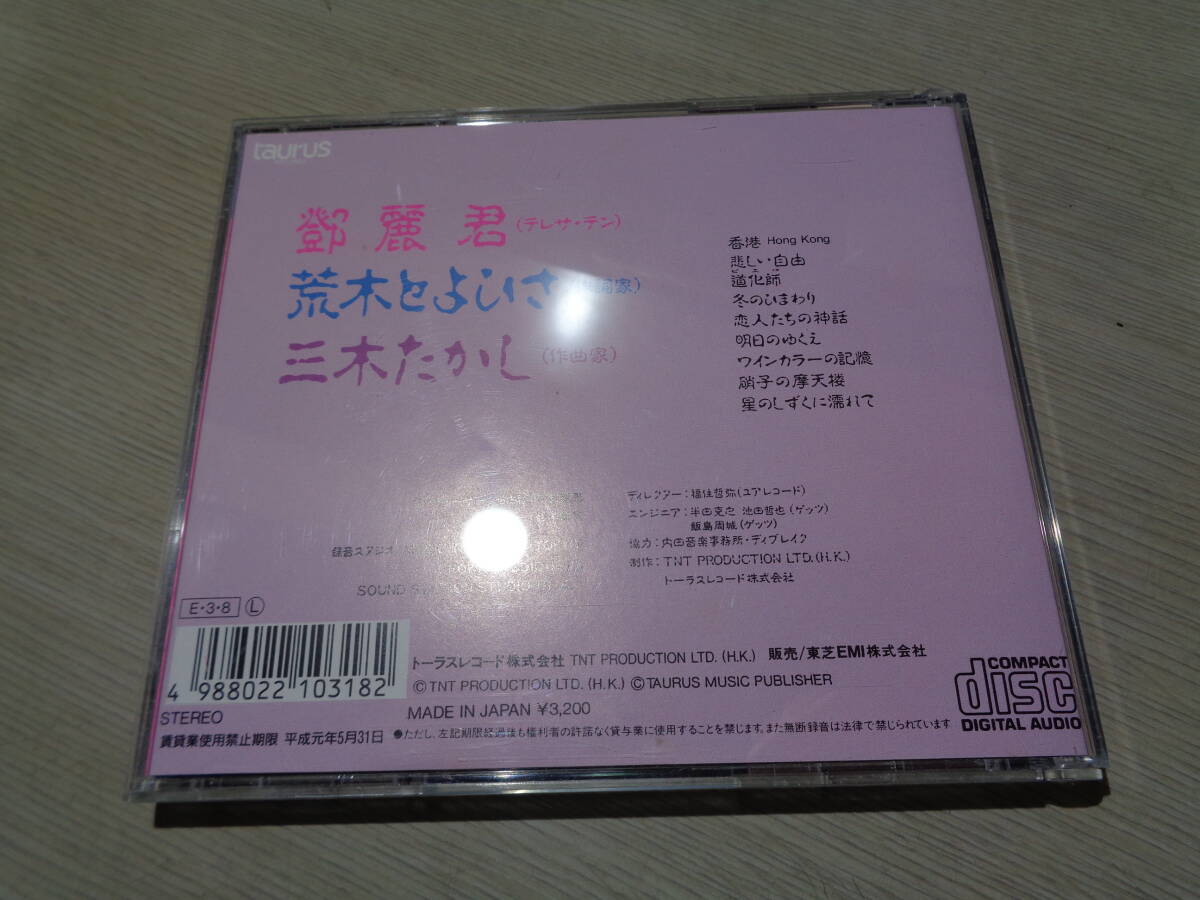 taurus
鄧麗君(テレサ・テン)
荒木とよひさ
三木たかし(作曲家)
香港 Hong Kong
悲しい自由
道化師
ピエロ
冬のひまわり
恋人たちの神話
明日のゆくえ
ワインカラーの記憶
硝子の摩天楼
星のしずくに濡れて
ディレクター:福住哲弥(ユアレコード)
エンジニア:半田克之 池田哲也(ゲッツ)
飯島周城(ゲッツ)
協力:内田音楽事務所・ディブレイク
制作:TNT PRODUCTION LTD.(H.K.)
トーラスレコード株式会社
録音スタジオ
SOUND
E・3・8 L
4 988022 103182
STEREO
トーラスレコード株式会社 TNT PRODUCTION LTD. (H.K.) 販売/東芝EMI株式会社
©TNT PRODUCTION LTD. (H.K.) ©TAURUS MUSIC PUBLISHER
MADE IN JAPAN ¥3,200
賃貸業使用禁止期限 平成元年5月31日 ●ただし、左記期限経過後も権利者の許諾なく貸与業に使用することを禁じます。また無断録音は法律で禁じられています
COMPACT
disc
DIGITAL AUDIO